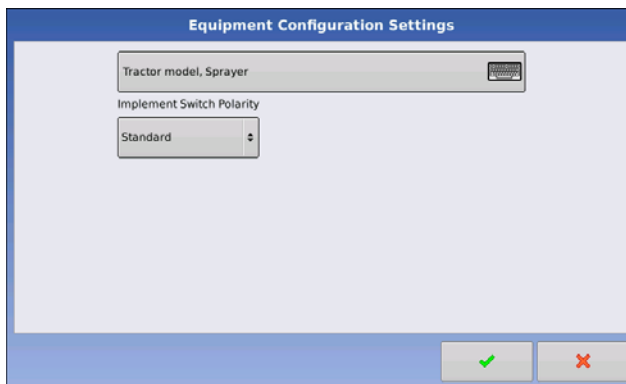 Equipment Configuration Settings
Tractor model, Sprayer
Implement Switch Polarity
Standard